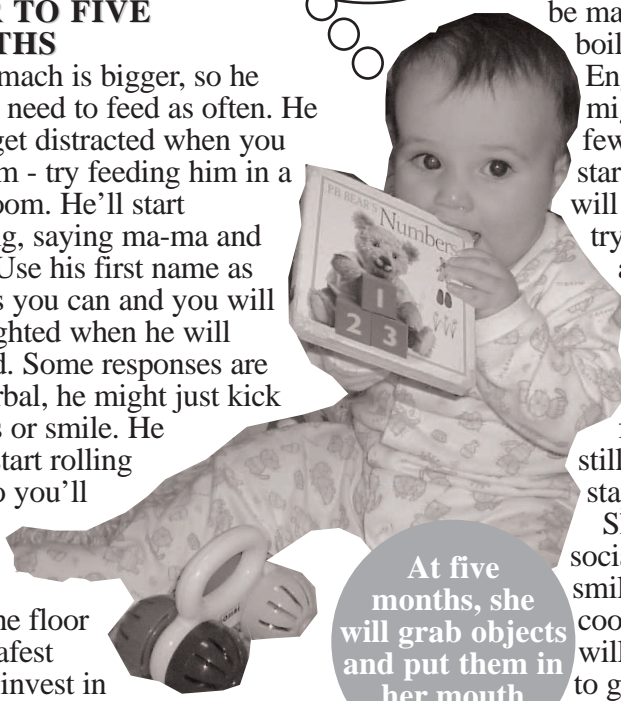 R TO FIVE
THS
mach is bigger, so he
need to feed as often. He
get distracted when you
m - try feeding him in a
oom. He'll start
g, saying ma-ma and
Use his first name as
s you can and you will
ghted when he will
d. Some responses are
rbal, he might just kick
s or smile. He
start rolling
o you'll
ne floor
afest
invest in
P.B. BEAR'S
Numbers
1
2 3
At five
months, she
will grab objects
and put them in
her mouth
be ma
boil
En
mig
few
star
will
try
still
sta
socia
smil
coo
will
to g